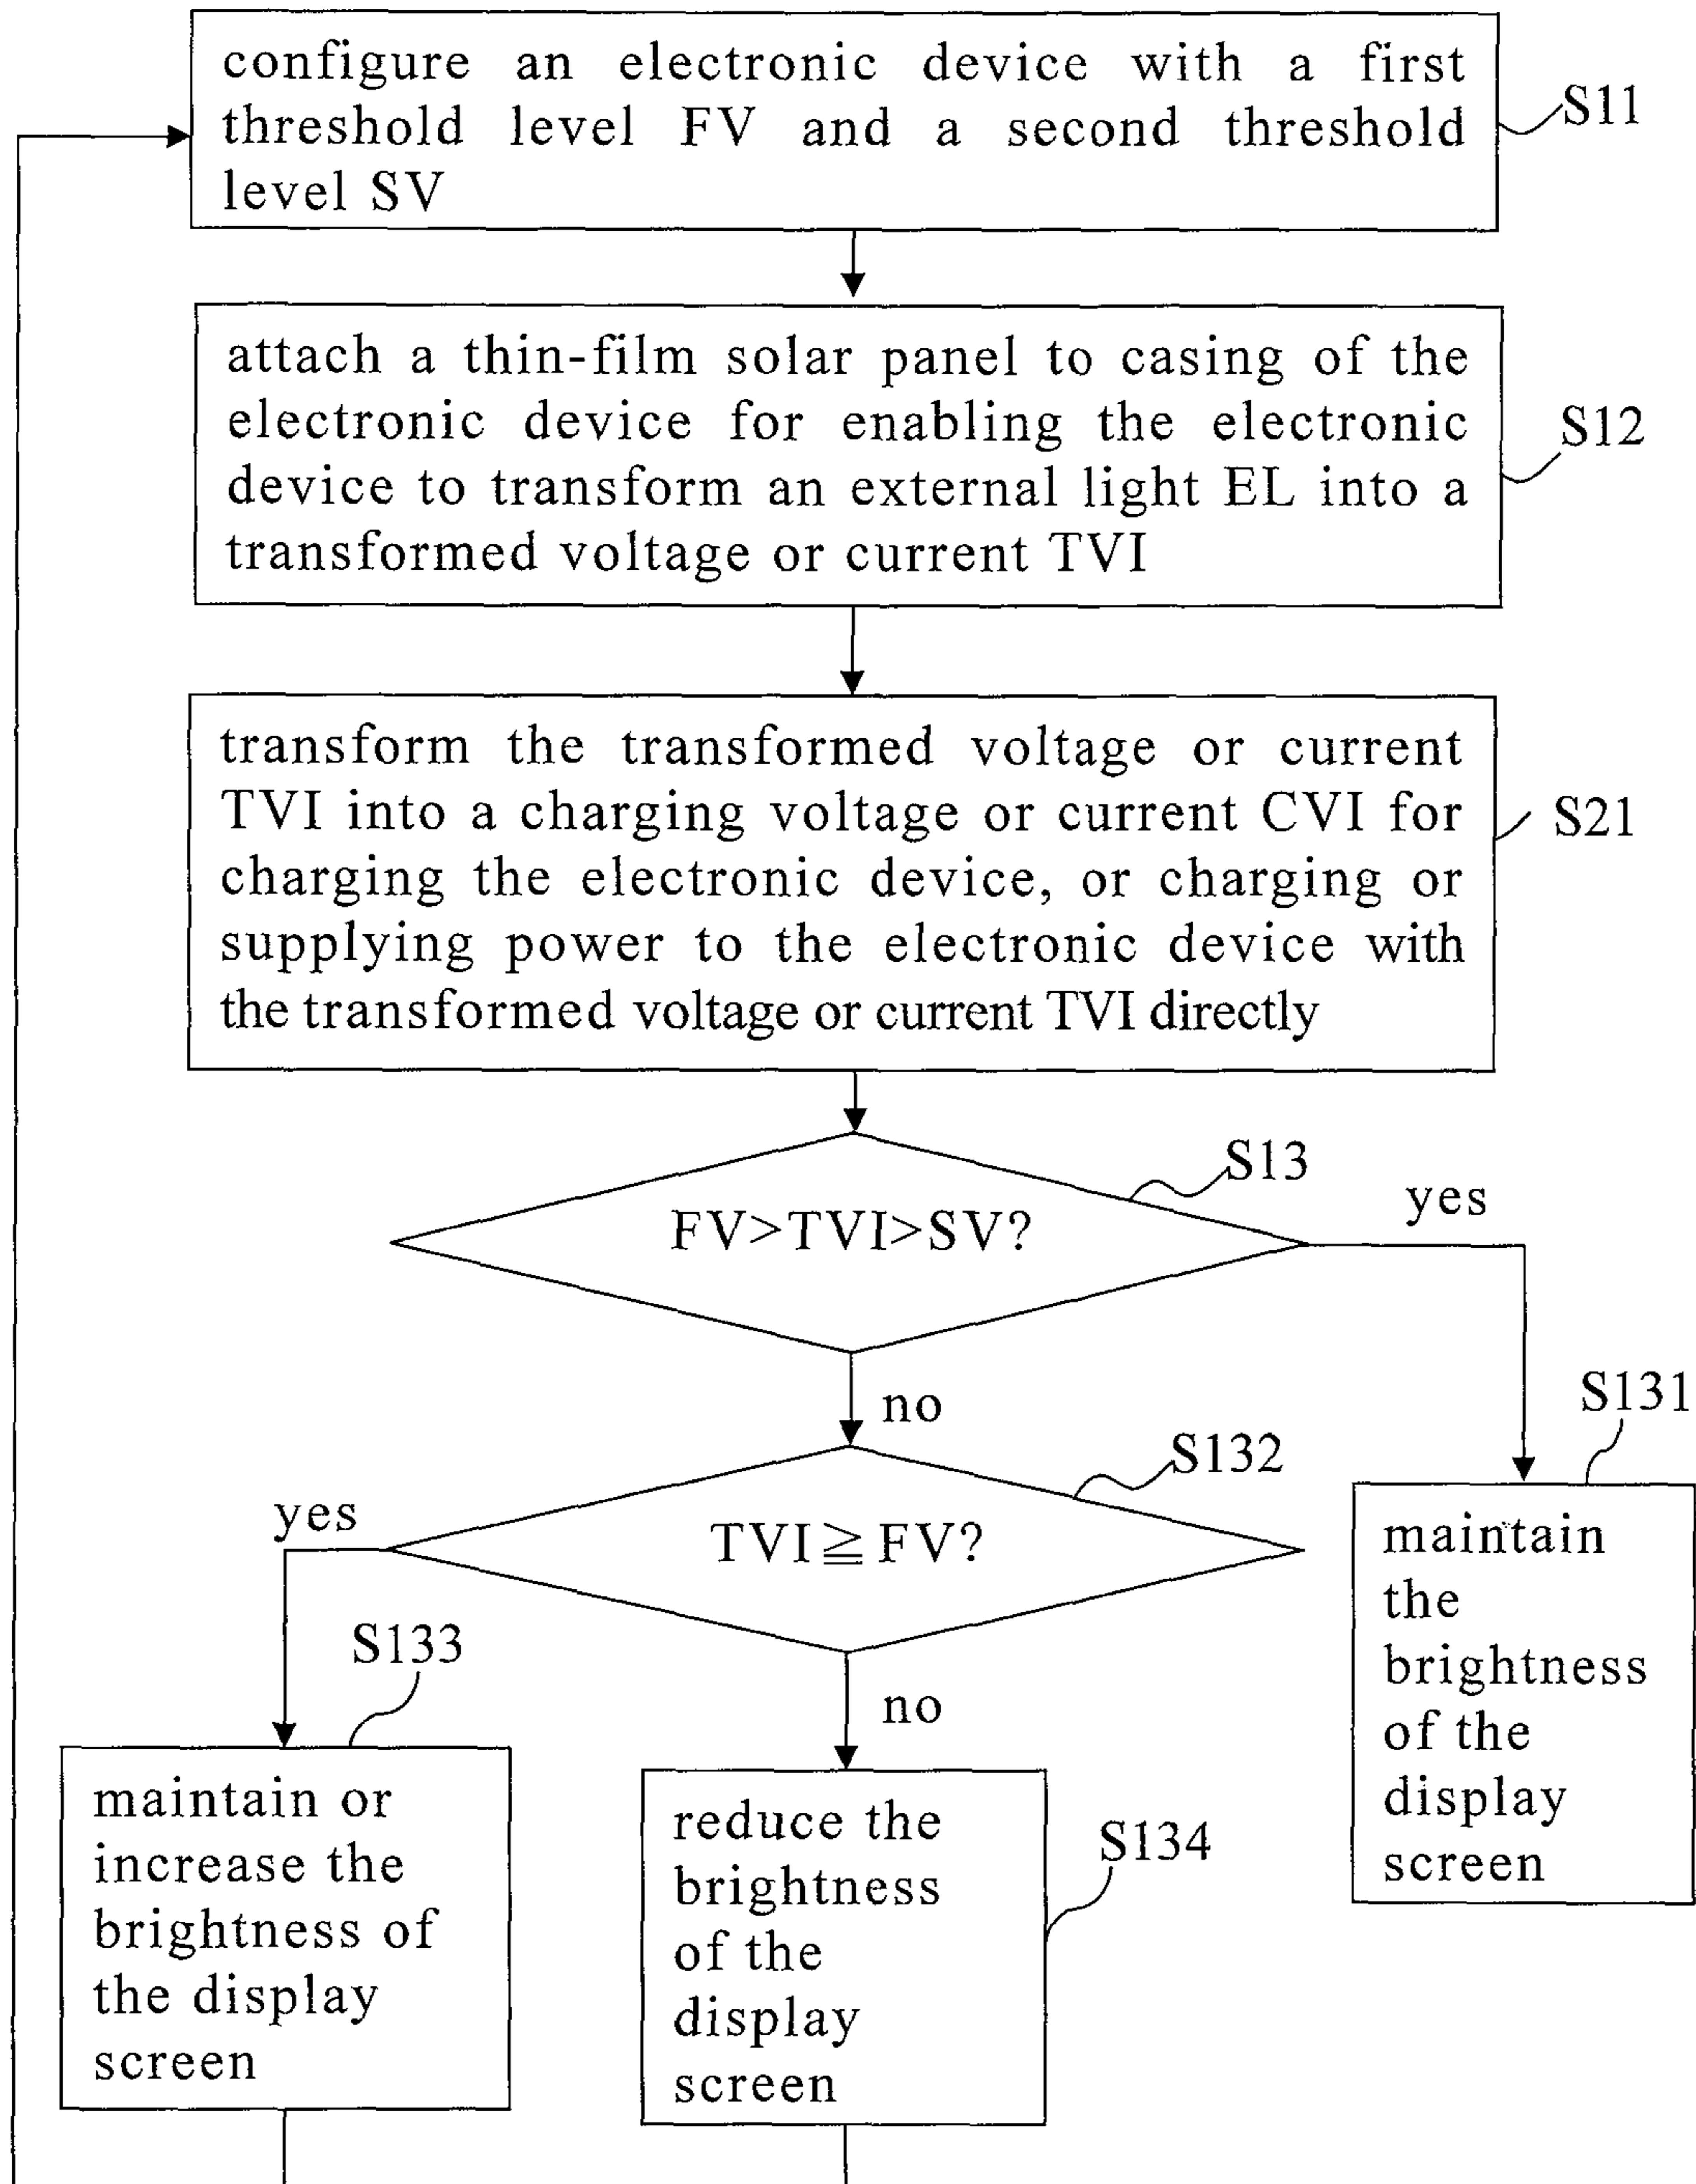 configure an electronic device with a first
threshold level FV and a second threshold
level SV
S11
attach a thin-film solar panel to casing of the
electronic device for enabling the electronic
device to transform an external light EL into a
transformed voltage or current TVI
S12
transform the transformed voltage or current
TVI into a charging voltage or current CVI for
charging the electronic device, or charging or
supplying power to the electronic device with
the transformed voltage or current TVI directly
S21
S13
FV>TVI>SV?
yes
no
S131
maintain
the
brightness
of the
display
screen
S132
TVI≧FV?
yes
no
S133
maintain or
increase the
brightness of
the display
screen
reduce the
brightness
of the
display
screen
S134